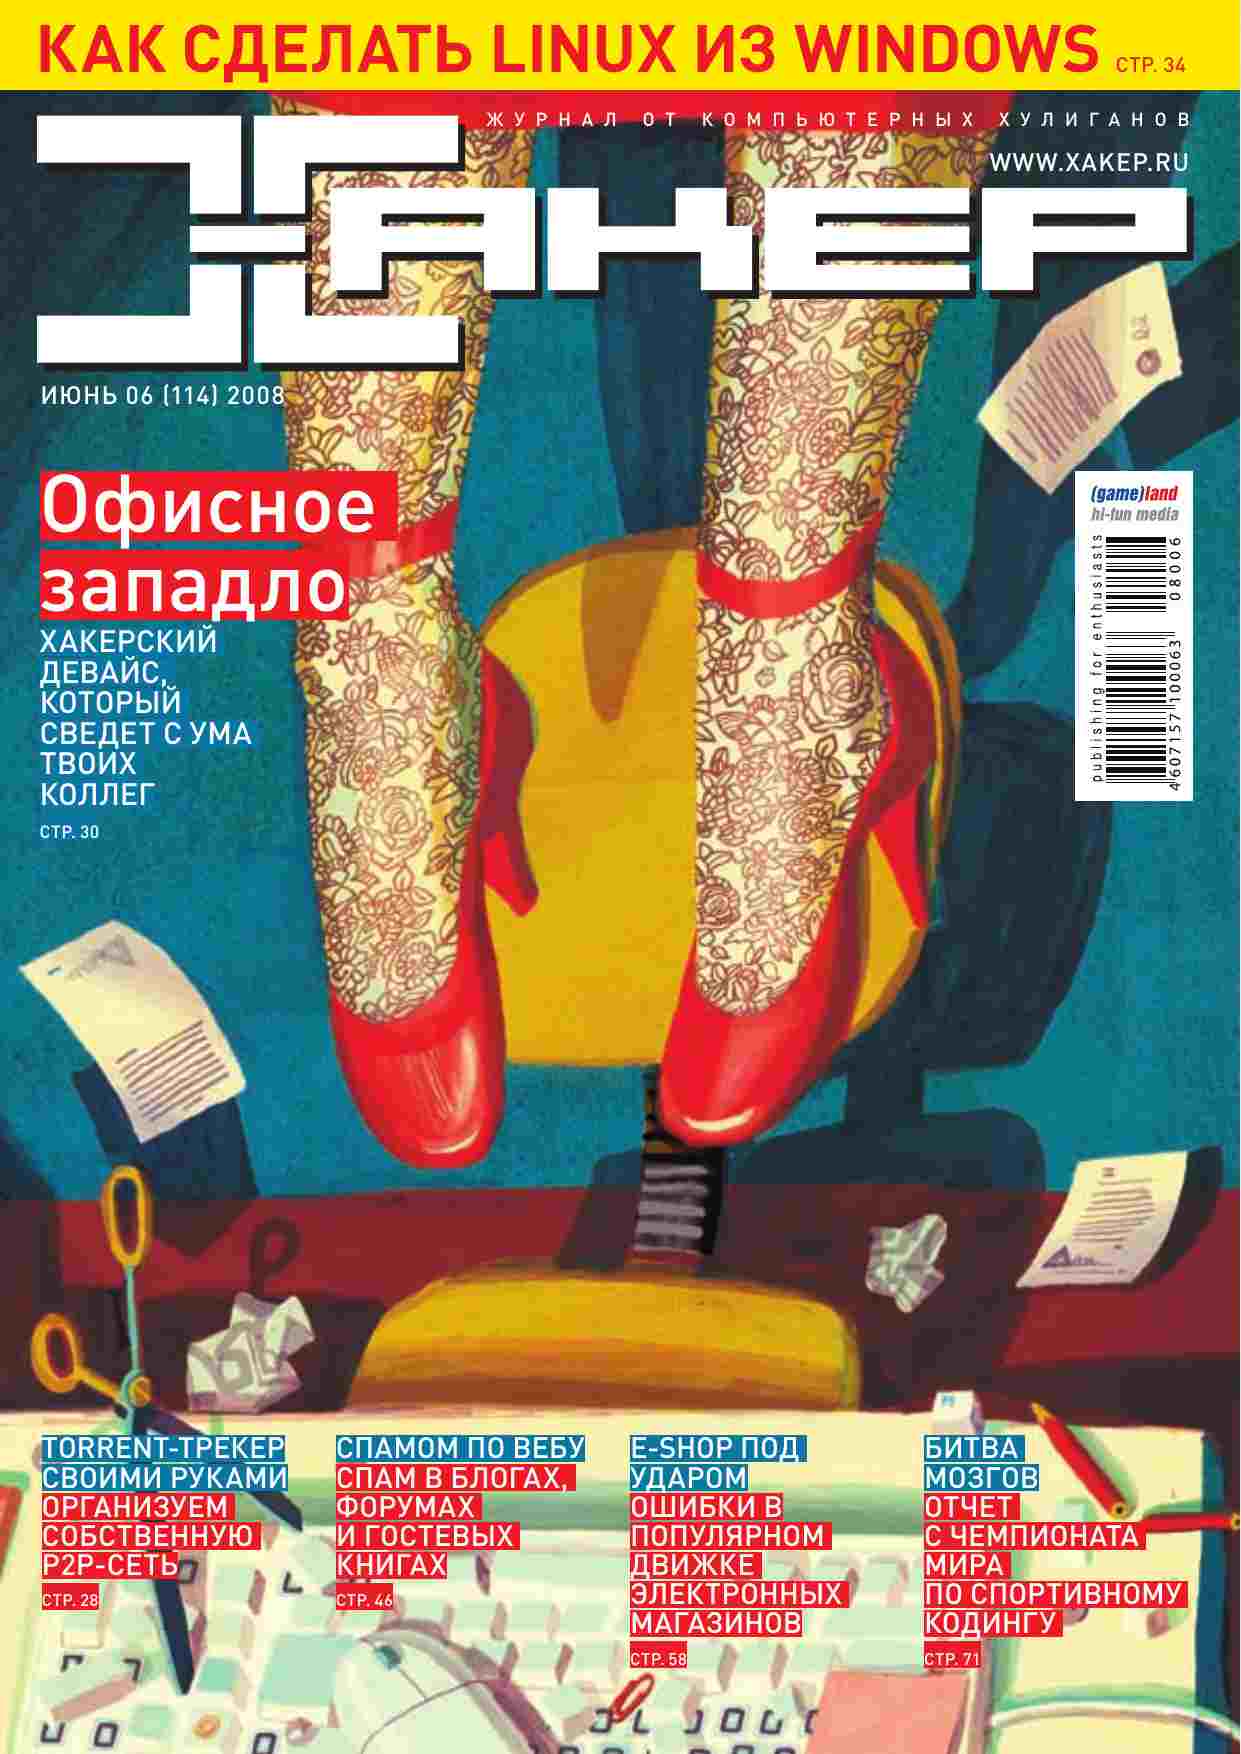 КАК СДЕЛАТЬ LINUX ИЗ WINDOWS СТР. 34
ЖУРНАЛ ОТ КОМПЬЮТЕРНЫХ ХУЛИГАНОВ
WWW.XAKEP.RU
ХАКЕР
ИЮНЬ 06 (114) 2008
Офисное
западло
ХАКЕРСКИЙ
ДЕВАЙС,
КОТОРЫЙ
СВЕДЕТ С УМА
ТВОИХ
КОЛЛЕГ
СТР. 30
(game)land
hi-fun media
publishing for enthusiasts
4 607157 100063
08006
TORRENT-ТРЕКЕР
СВОИМИ РУКАМИ
ОРГАНИЗУЕМ
СОБСТВЕННУЮ
P2P-СЕТЬ
СТР. 28
СПАМОМ ПО ВЕБУ
СПАМ В БЛОГАХ,
ФОРУМАХ
И ГОСТЕВЫХ
КНИГАХ
СТР. 46
E-SHOP ПОД
УДАРОМ
ОШИБКИ В
ПОПУЛЯРНОМ
ДВИЖКЕ
ЭЛЕКТРОННЫХ
МАГАЗИНОВ
СТР. 58
БИТВА
МОЗГОВ
ОТЧЕТ
С ЧЕМПИОНАТА
МИРА
ПО СПОРТИВНОМУ
КОДИНГУ
СТР. 71